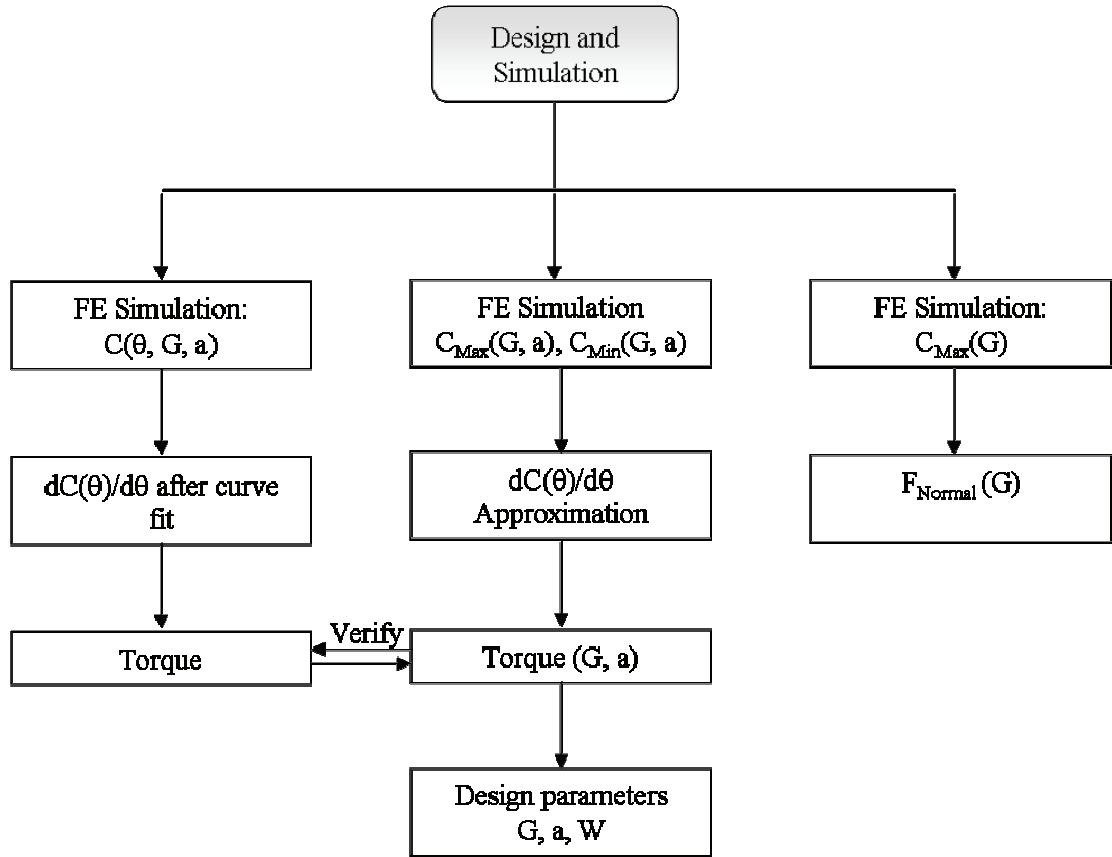 Design and
Simulation
FE Simulation:
C(θ, G, a)
FE Simulation
C_Max(G, a), C_Min(G, a)
FE Simulation:
C_Max(G)
dC(θ)/dθ after curve
fit
dC(θ)/dθ
Approximation
F_Normal (G)
Torque
Verify
Torque (G, a)
Design parameters
G, a, W